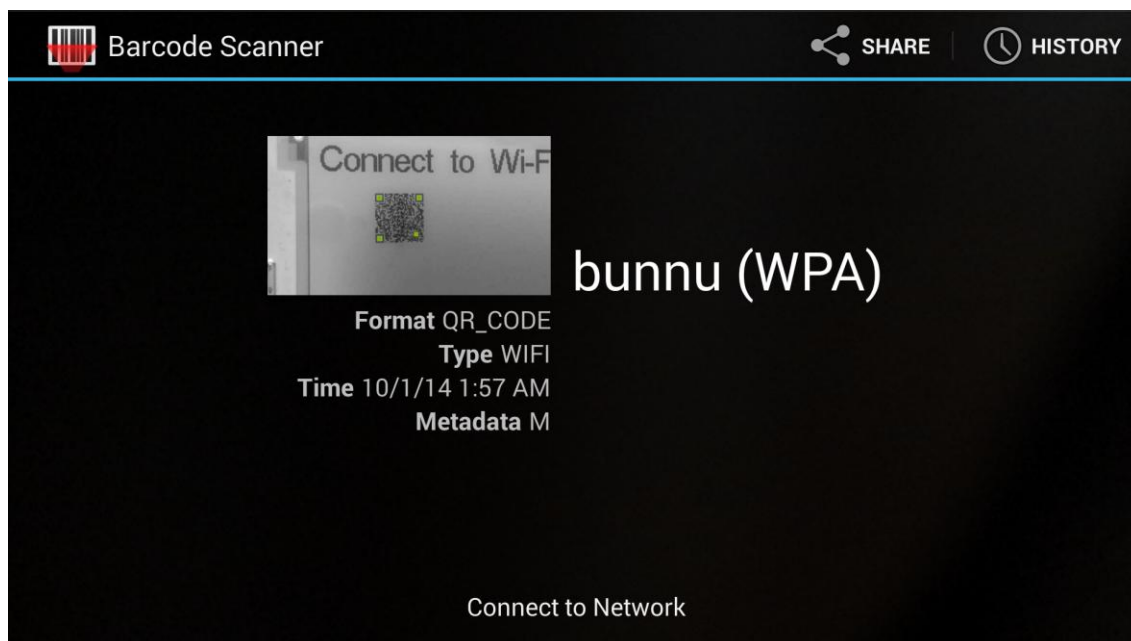 Barcode Scanner
SHARE
HISTORY
Connect to Wi-F
bunnu (WPA)
Format QR_CODE
Type WIFI
Time 10/1/14 1:57 AM
Metadata M
Connect to Network